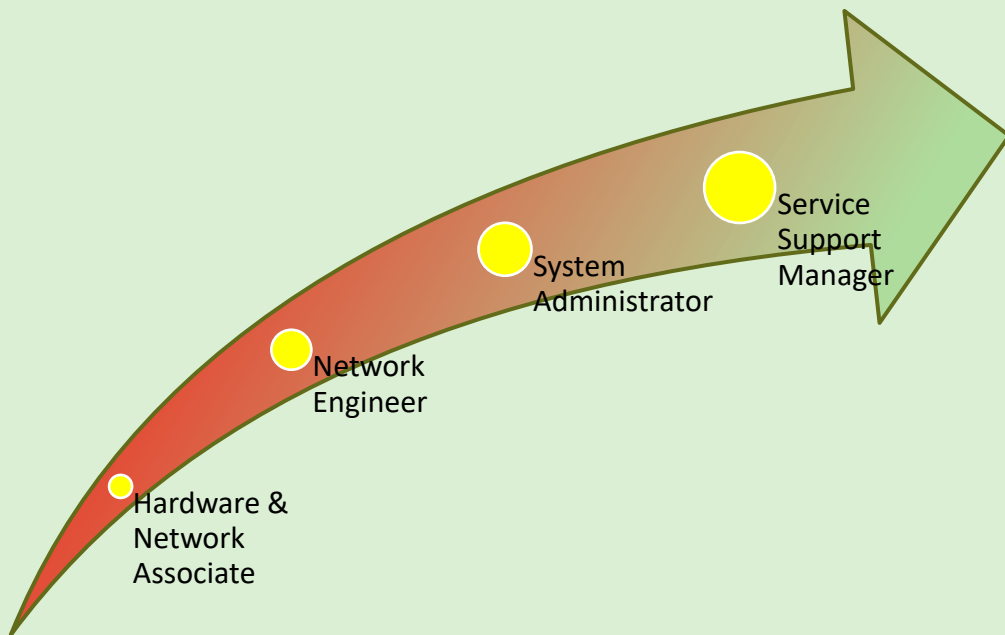 Service
Support
Manager
System
Administrator
Network
Engineer
Hardware &
Network
Associate